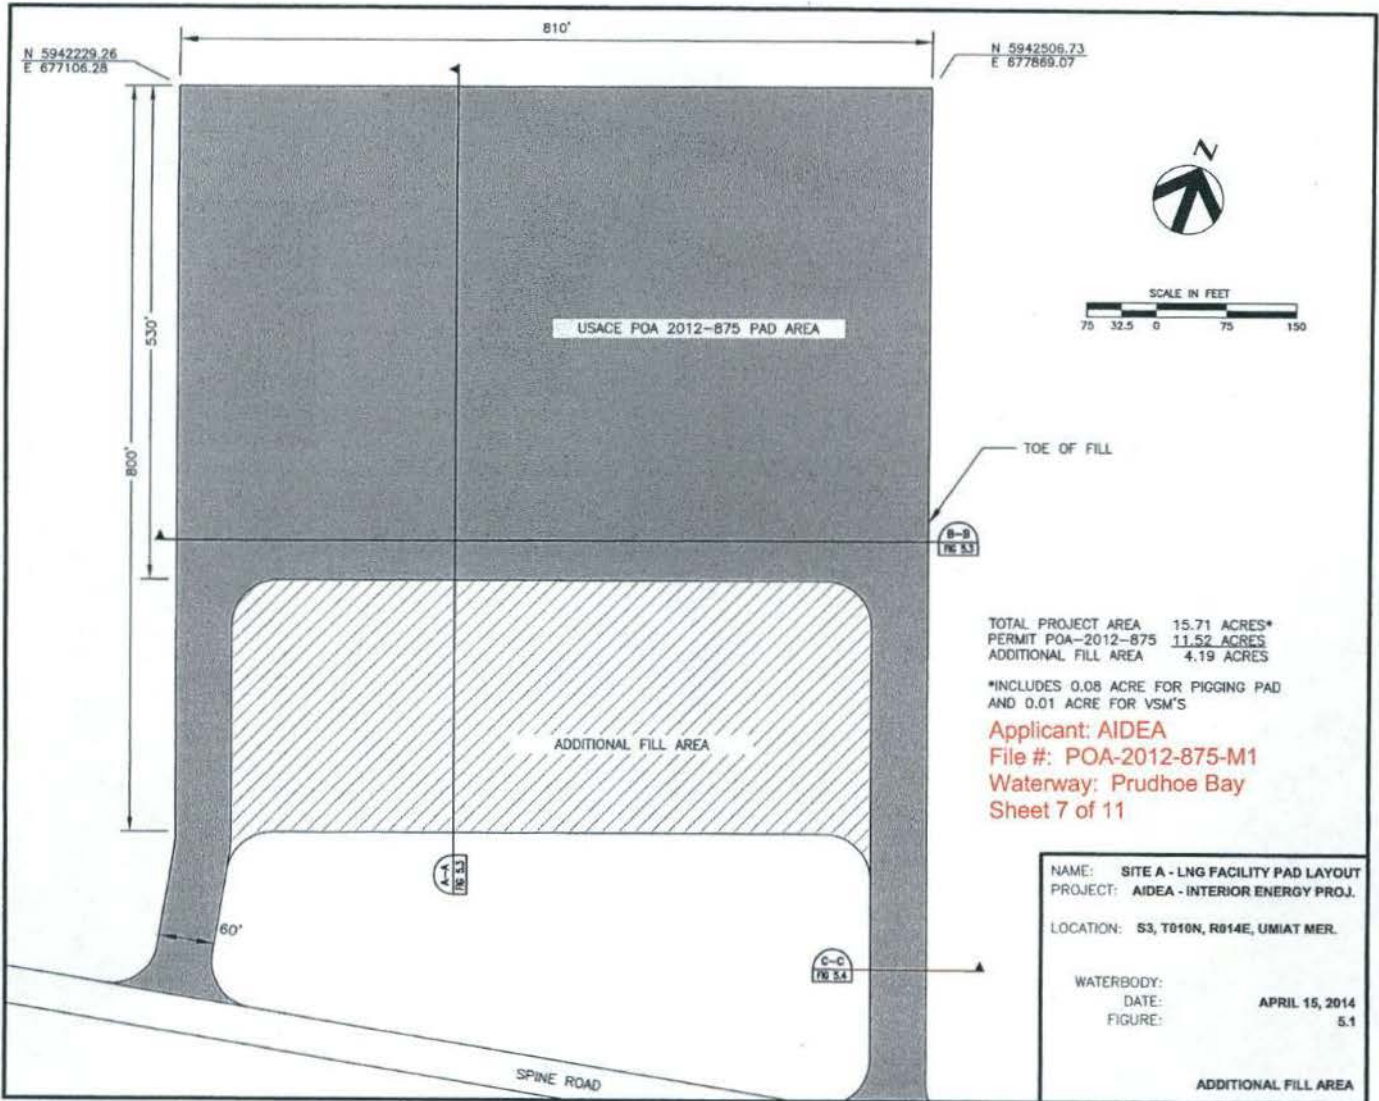 810'
N 5942229.26
E 677106.28
N 5942506.73
E 677869.07
N
SCALE IN FEET
75 32.5 0 75 150
USACE POA 2012-875 PAD AREA
530'
800'
TOE OF FILL
B-B
FIG 5.3
TOTAL PROJECT AREA 15.71 ACRES*
PERMIT POA-2012-875 11.52 ACRES
ADDITIONAL FILL AREA 4.19 ACRES
*INCLUDES 0.08 ACRE FOR PIGGING PAD
AND 0.01 ACRE FOR VSM'S
Applicant: AIDEA
File #: POA-2012-875-M1
Waterway: Prudhoe Bay
Sheet 7 of 11
ADDITIONAL FILL AREA
A-A
FIG 5.3
60'
C-C
FIG 5.4
SPINE ROAD
NAME: SITE A - LNG FACILITY PAD LAYOUT
PROJECT: AIDEA - INTERIOR ENERGY PROJ.
LOCATION: S3, T010N, R014E, UMIAT MER.
WATERBODY:
DATE: APRIL 15, 2014
FIGURE: 5.1
ADDITIONAL FILL AREA